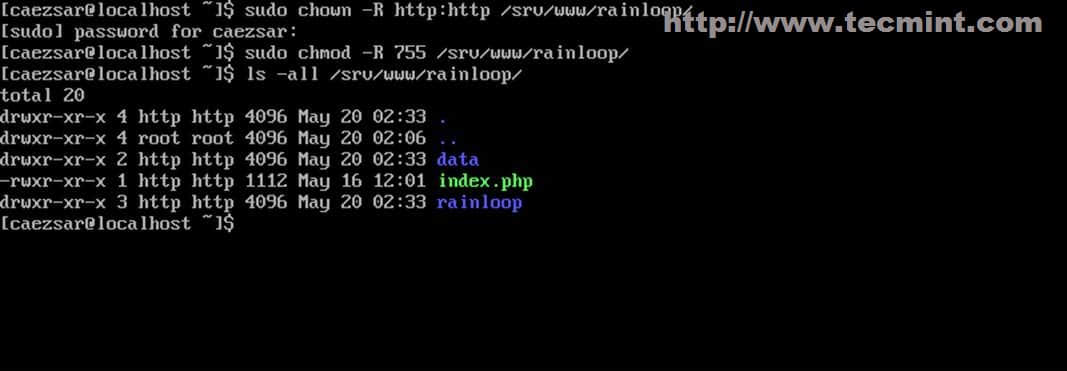 [caezsar@localhost ~]$ sudo chown -R http:http /srv/www/rainloop/
http://www.tecmint.com
[sudo] password for caezsar:
[caezsar@localhost ~]$ sudo chmod -R 755 /srv/www/rainloop/
[caezsar@localhost ~]$ ls -all /srv/www/rainloop/
total 20
drwxr-xr-x 4 http http 4096 May 20 02:33 .
drwxr-xr-x 4 root root 4096 May 20 02:06 ..
drwxr-xr-x 2 http http 4096 May 20 02:33 data
-rwxr-xr-x 1 http http 1112 May 16 12:01 index.php
drwxr-xr-x 3 http http 4096 May 20 02:33 rainloop
[caezsar@localhost ~]$